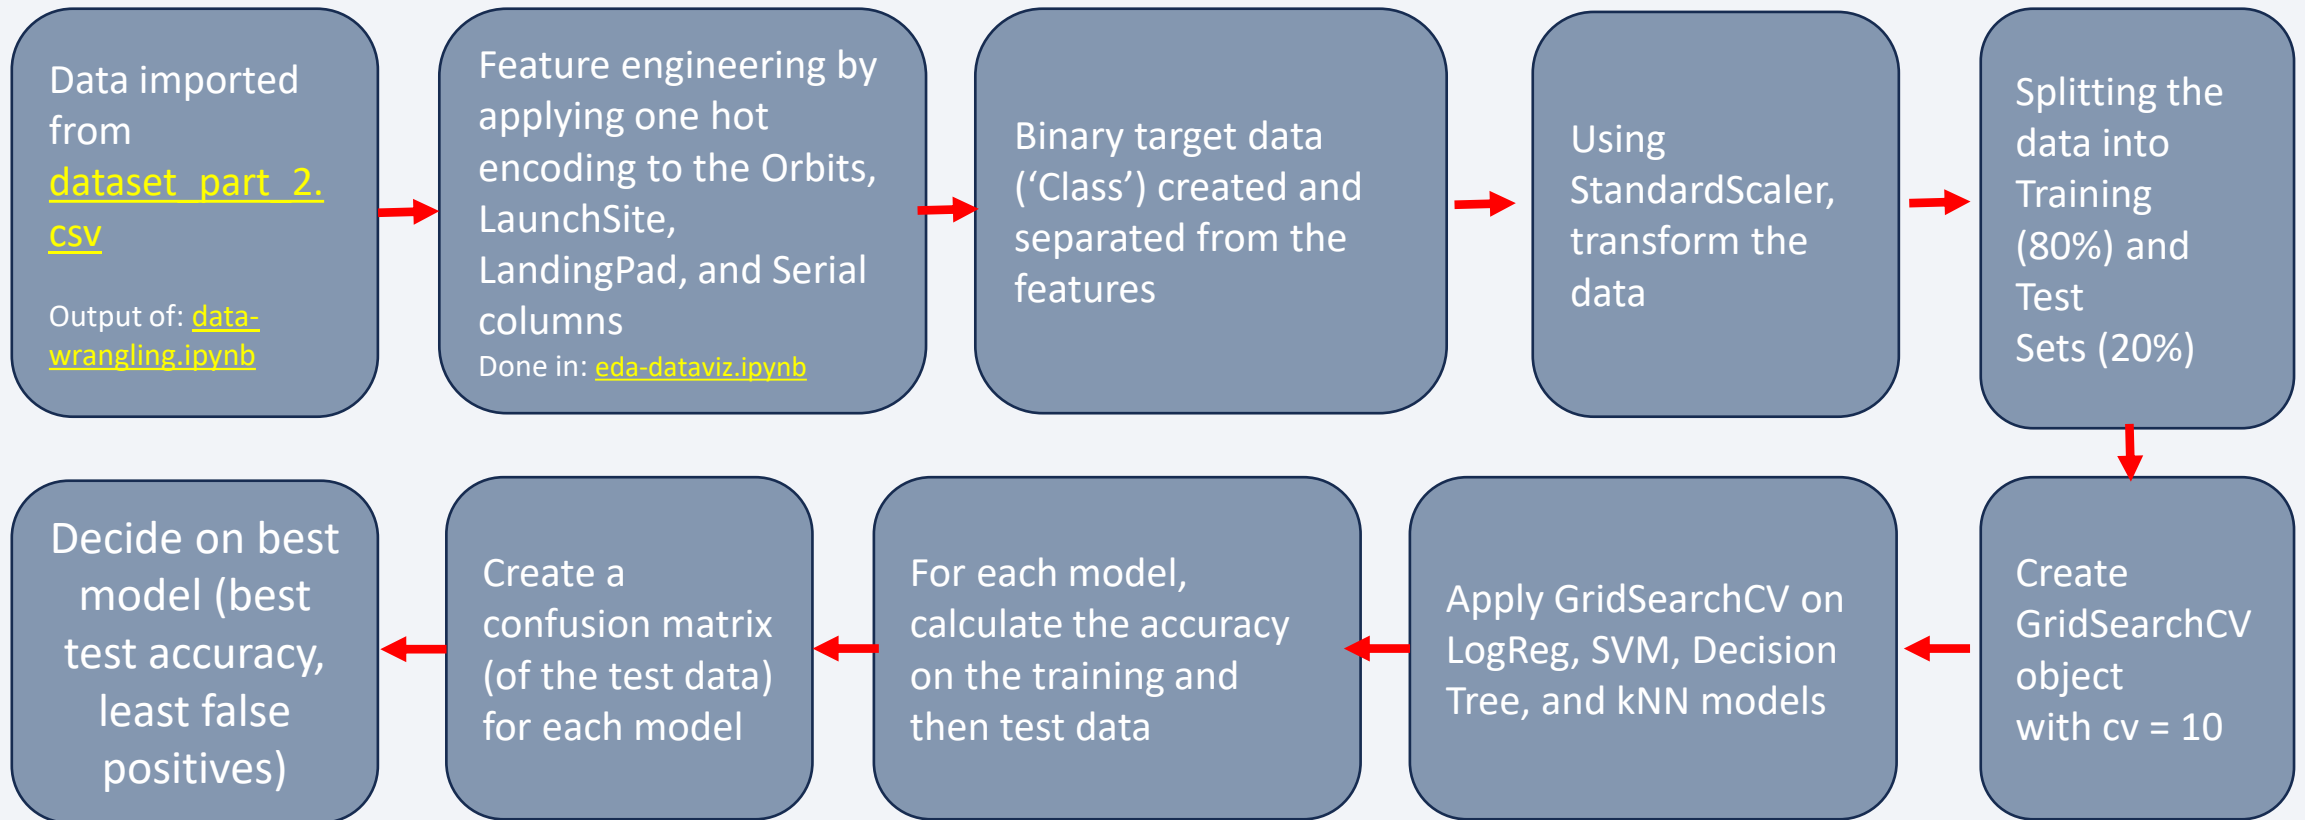 Data imported
from
dataset_part_2.
csv
Output of: data-
wrangling.ipynb
Feature engineering by
applying one hot
encoding to the Orbits,
LaunchSite,
LandingPad, and Serial
columns
Done in: eda-dataviz.ipynb
Binary target data
(‘Class’) created and
separated from the
features
Using
StandardScaler,
transform the
data
Splitting the
data into
Training
(80%) and
Test
Sets (20%)
Create
GridSearchCV
object
with cv = 10
Apply GridSearchCV on
LogReg, SVM, Decision
Tree, and kNN models
For each model,
calculate the accuracy
on the training and
then test data
Create a
confusion matrix
(of the test data)
for each model
Decide on best
model (best
test accuracy,
least false
positives)